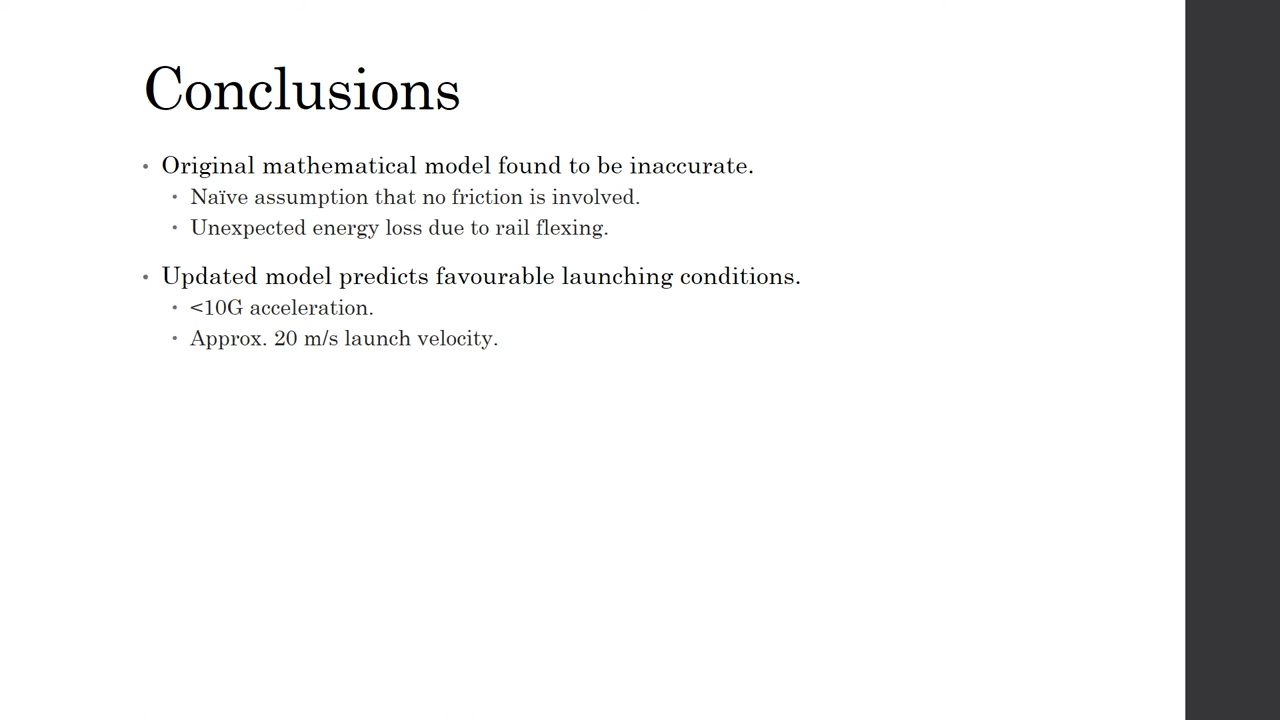 Conclusions
• Original mathematical model found to be inaccurate.
• Naïve assumption that no friction is involved.
• Unexpected energy loss due to rail flexing.
• Updated model predicts favourable launching conditions.
• <10G acceleration.
• Approx. 20 m/s launch velocity.